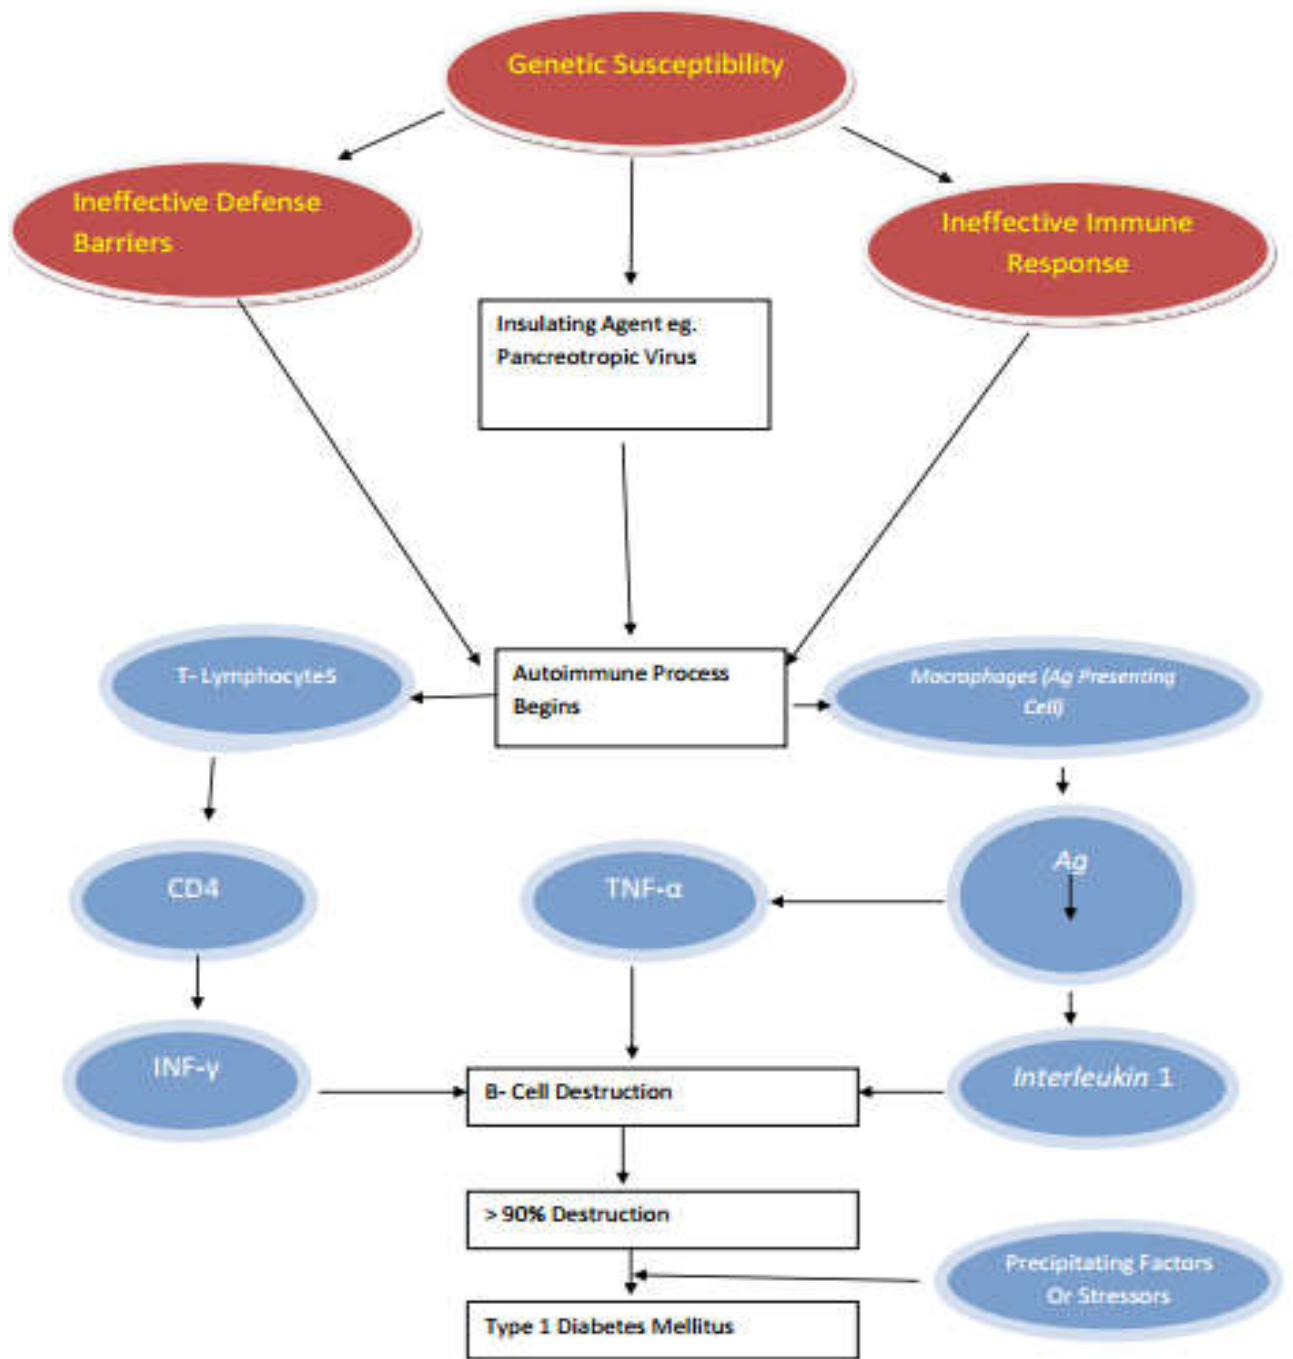 Genetic Susceptibility
Ineffective Defense
Barriers
Ineffective Immune
Response
Insulating Agent eg.
Pancreotropic Virus
T- Lymphocytes
Autoimmune Process
Begins
Macrophages (Ag Presenting
Cell)
CD4
TNF-α
Ag
INF-γ
B- Cell Destruction
Interleukin 1
> 90% Destruction
Precipitating Factors
Or Stressors
Type 1 Diabetes Mellitus